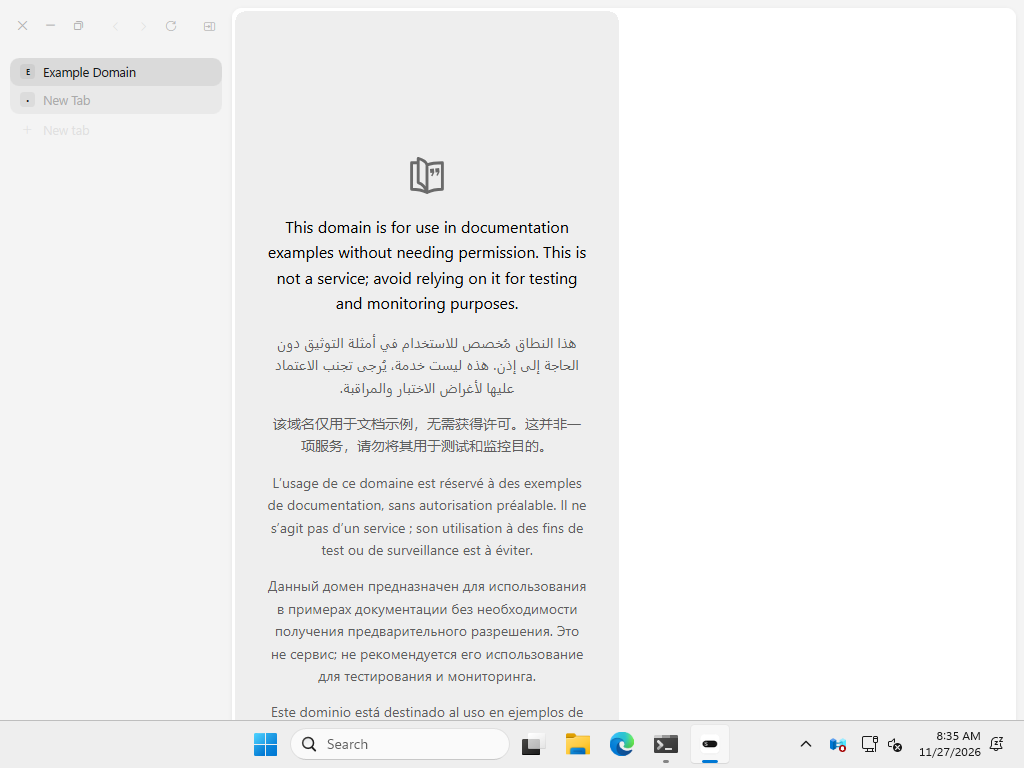 E Example Domain
New Tab
+ New tab
This domain is for use in documentation
examples without needing permission. This is
not a service; avoid relying on it for testing
and monitoring purposes.
هذا النطاق مُخصص للاستخدام في أمثلة التوثيق دون
الحاجة إلى إذن. هذه ليست خدمة، يُرجى تجنب الاعتماد
عليها لأغراض الاختبار والمراقبة.
该域名仅用于文档示例，无需获得许可。这并非一
项服务，请勿将其用于测试和监控目的。
L’usage de ce domaine est réservé à des exemples
de documentation, sans autorisation préalable. Il ne
s’agit pas d’un service ; son utilisation à des fins de
test ou de surveillance est à éviter.
Данный домен предназначен для использования
в примерах документации без необходимости
получения предварительного разрешения. Это
не сервис; не рекомендуется его использование
для тестирования и мониторинга.
Este dominio está destinado al uso en ejemplos de
Search
8:35 AM
11/27/2026